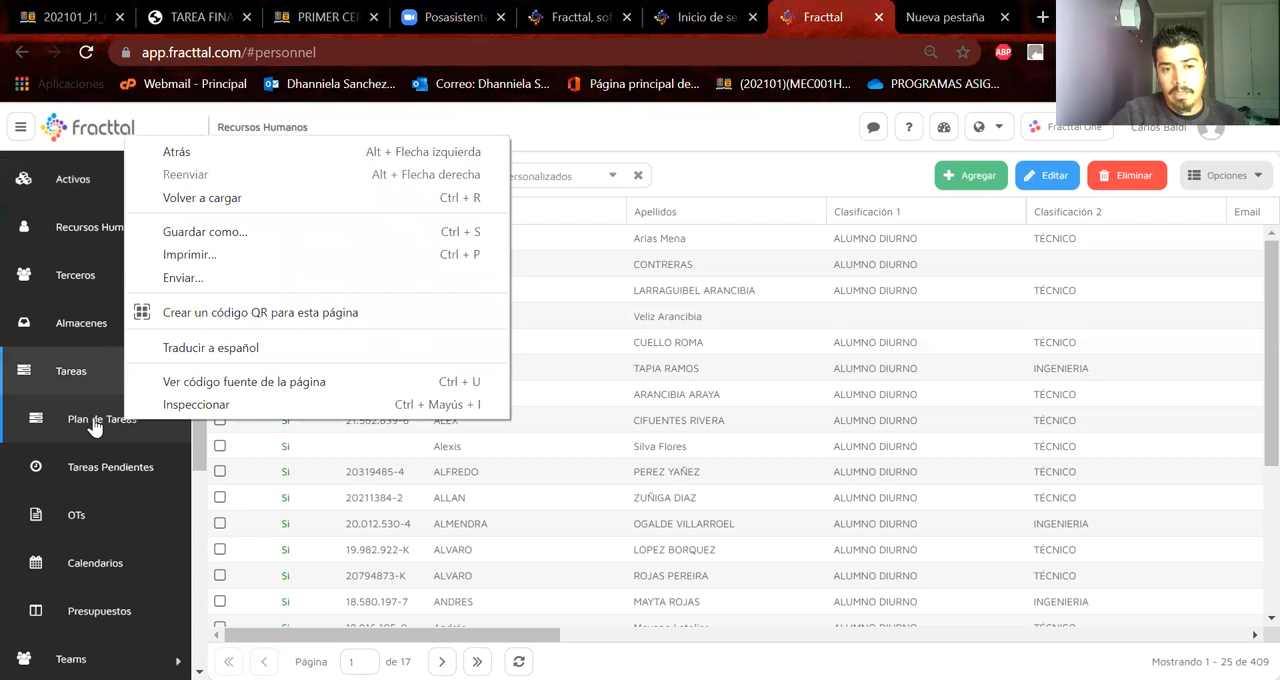 202101_J1_
TAREA FINA
PRIMER CE
Posasistent
Fracttal, sof
Inicio de se
Fracttal
Nueva pestaña
app.fracttal.com/#personnel
ABP
Aplicaciones
Webmail - Principal
Dhanniela Sanchez...
Correo: Dhanniela S...
Página principal de...
(202101)(MEC001H...
PROGRAMAS ASIG...
fracttal
Recursos Humanos
?
Fracttal One
Carlos Baldi
Activos
Recursos Hum
Terceros
Almacenes
Tareas
Plan de Tareas
Tareas Pendientes
OTs
Calendarios
Presupuestos
Teams
Atrás Alt + Flecha izquierda
Reenviar Alt + Flecha derecha
Volver a cargar Ctrl + R
Guardar como... Ctrl + S
Imprimir... Ctrl + P
Enviar...
Crear un código QR para esta página
Traducir a español
Ver código fuente de la página Ctrl + U
Inspeccionar Ctrl + Mayús + I
ersonalizados
Agregar
Editar
Eliminar
Opciones
Apellidos Clasificación 1 Clasificación 2 Email
Arias Mena ALUMNO DIURNO TÉCNICO
CONTRERAS ALUMNO DIURNO
LARRAGUIBEL ARANCIBIA ALUMNO DIURNO TÉCNICO
Veliz Arancibia
CUELLO ROMA ALUMNO DIURNO TÉCNICO
TAPIA RAMOS ALUMNO DIURNO INGENIERIA
ARANCIBIA ARAYA ALUMNO DIURNO TÉCNICO
Si 21.562.839-6 ALEX CIFUENTES RIVERA ALUMNO DIURNO TÉCNICO
Si Alexis Silva Flores ALUMNO DIURNO TÉCNICO
Si 20319485-4 ALFREDO PEREZ YAÑEZ ALUMNO DIURNO TÉCNICO
Si 20211384-2 ALLAN ZUÑIGA DIAZ ALUMNO DIURNO TÉCNICO
Si 20.012.530-4 ALMENDRA OGALDE VILLARROEL ALUMNO DIURNO INGENIERIA
Si 19.982.922-K ALVARO LOPEZ BORQUEZ ALUMNO DIURNO TÉCNICO
Si 20794873-K ALVARO ROJAS PEREIRA ALUMNO DIURNO TÉCNICO
Si 18.580.197-7 ANDRES MAYTA ROJAS ALUMNO DIURNO INGENIERIA
Página 1 de 17
Mostrando 1 - 25 de 409